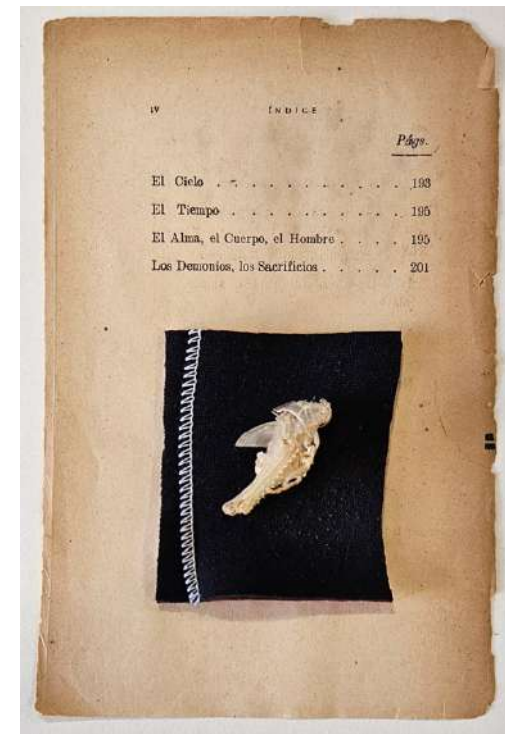 IV ÍNDICE
Págs.
El Cielo . . . . . . . . . . . 193
El Tiempo . . . . . . . . . . 195
El Alma, el Cuerpo, el Hombre . . . . 195
Los Demonios, los Sacrificios . . . . . 201